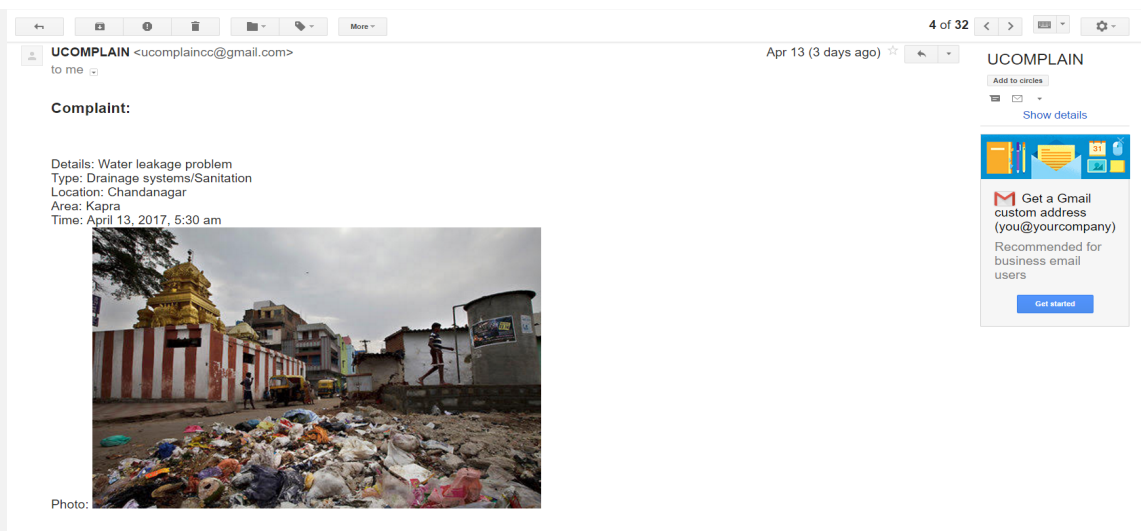 More
4 of 32
UCOMPLAIN <ucomplaincc@gmail.com>
Apr 13 (3 days ago)
to me
Complaint:
Details: Water leakage problem
Type: Drainage systems/Sanitation
Location: Chandanagar
Area: Kapra
Time: April 13, 2017, 5:30 am
Photo:
UCOMPLAIN
Add to circles
Show details
31
Get a Gmail
custom address
(you@yourcompany)
Recommended for
business email
users
Get started